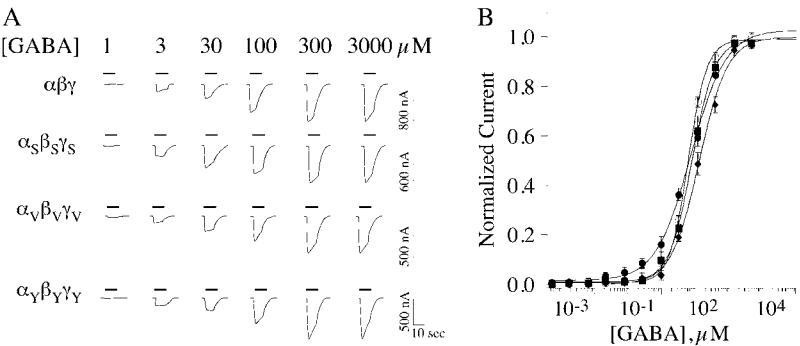 A
[GABA] 1 3 30 100 300 3000 μM
αβγ
800 nA
αSβSγS
600 nA
αVβVγV
500 nA
αYβYγY
500 nA
10 sec
B
Normalized Current
1.0
0.8
0.6
0.4
0.2
0.0
10-3 10-1 102 104
[GABA], μM